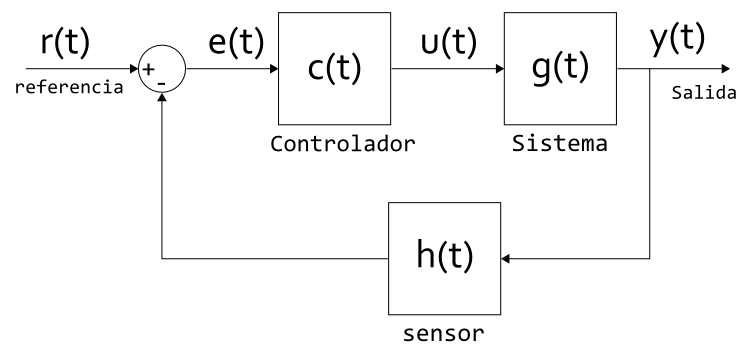 r(t)
referencia
+
-
e(t)
c(t)
Controlador
u(t)
g(t)
Sistema
y(t)
Salida
h(t)
sensor